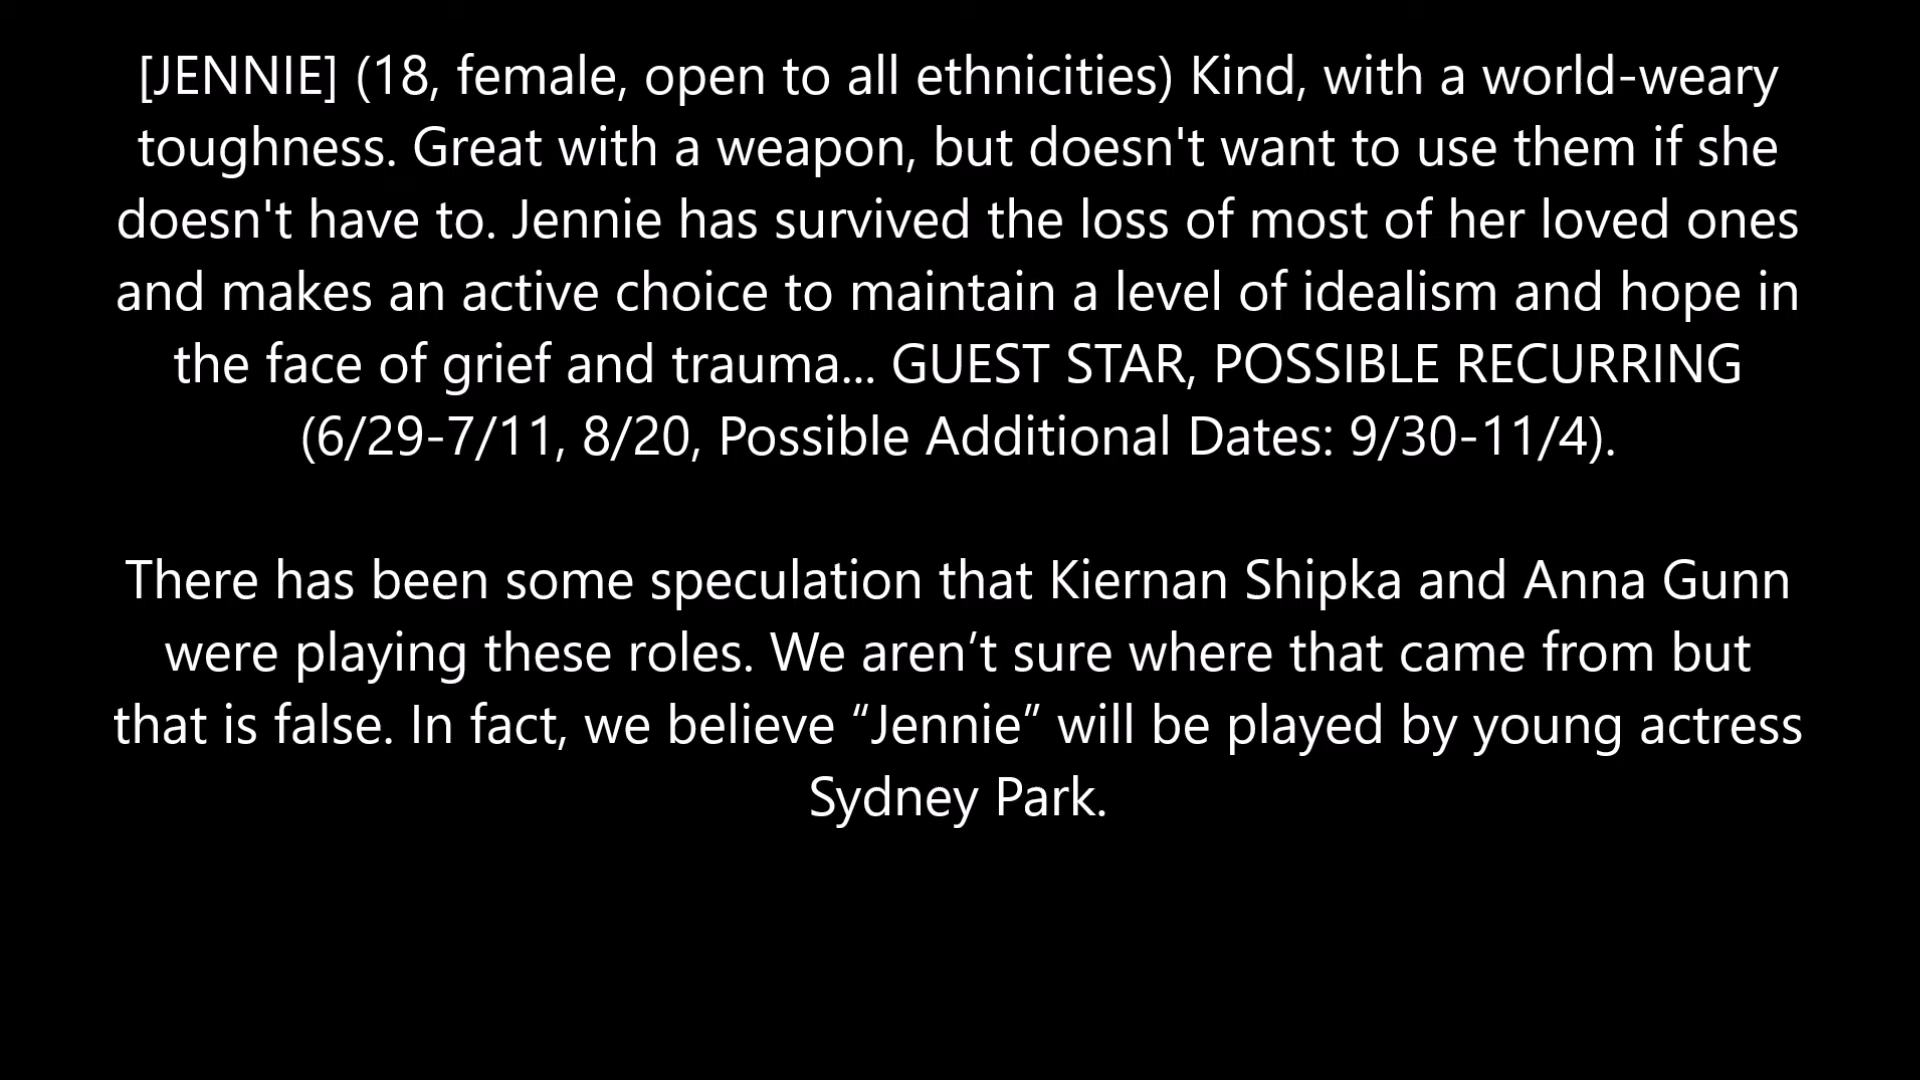 [JENNIE] (18, female, open to all ethnicities) Kind, with a world-weary
toughness. Great with a weapon, but doesn't want to use them if she
doesn't have to. Jennie has survived the loss of most of her loved ones
and makes an active choice to maintain a level of idealism and hope in
the face of grief and trauma... GUEST STAR, POSSIBLE RECURRING
(6/29-7/11, 8/20, Possible Additional Dates: 9/30-11/4).
There has been some speculation that Kiernan Shipka and Anna Gunn
were playing these roles. We aren’t sure where that came from but
that is false. In fact, we believe “Jennie” will be played by young actress
Sydney Park.